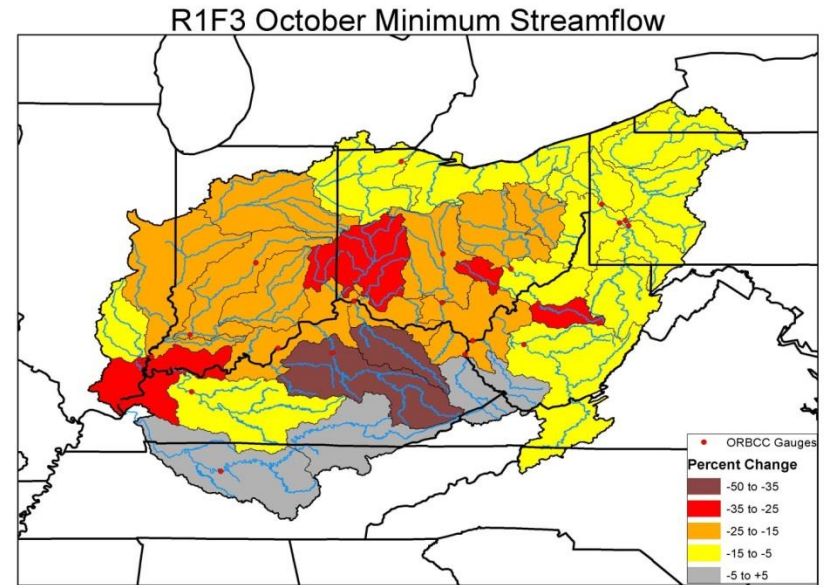 R1F3 October Minimum Streamflow
ORBCC Gauges
Percent Change
-50 to -35
-35 to -25
-25 to -15
-15 to -5
-5 to +5